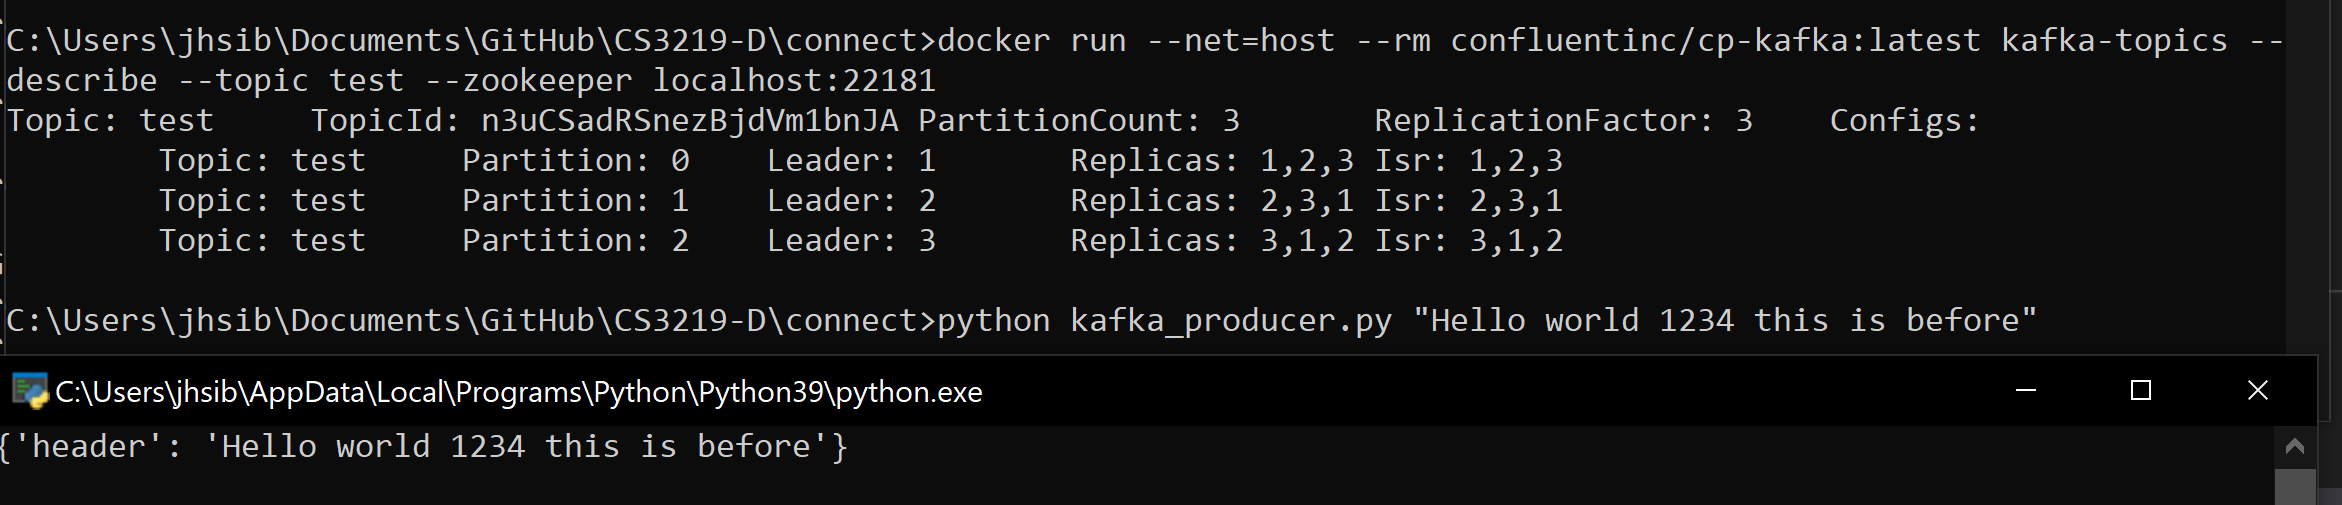 C:\Users\jhsib\Documents\GitHub\CS3219-D\connect>docker run --net=host --rm confluentinc/cp-kafka:latest kafka-topics --
describe --topic test --zookeeper localhost:22181
Topic: test     TopicId: n3uCSadRSnezBjdVm1bnJA PartitionCount: 3       ReplicationFactor: 3    Configs:
        Topic: test     Partition: 0    Leader: 1       Replicas: 1,2,3 Isr: 1,2,3
        Topic: test     Partition: 1    Leader: 2       Replicas: 2,3,1 Isr: 2,3,1
        Topic: test     Partition: 2    Leader: 3       Replicas: 3,1,2 Isr: 3,1,2
C:\Users\jhsib\Documents\GitHub\CS3219-D\connect>python kafka_producer.py "Hello world 1234 this is before"
C:\Users\jhsib\AppData\Local\Programs\Python\Python39\python.exe
{'header': 'Hello world 1234 this is before'}